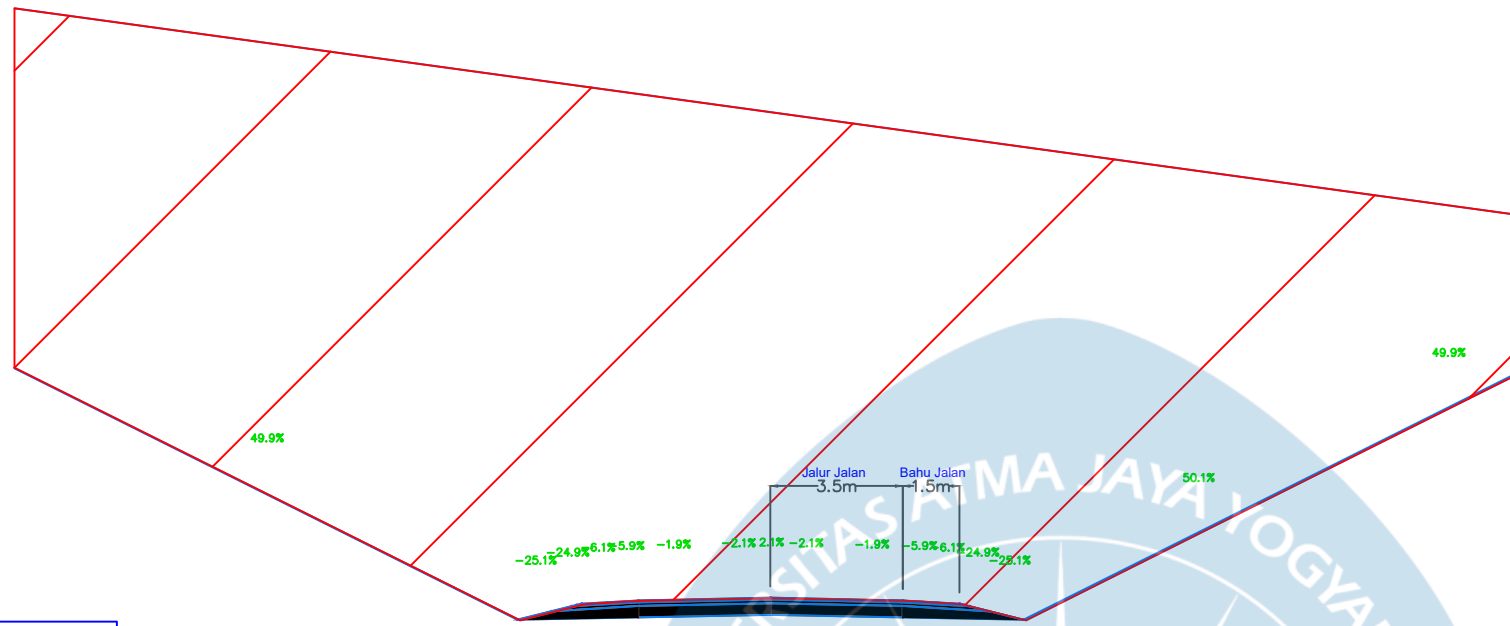 49.9%
49.9%
Jalur Jalan Bahu Jalan
3.5m 1.5m
50.1%
-25.1% -24.9% 6.1% 5.9% -1.9% -2.1% 2.1% -2.1% -1.9% -5.9% 6.1% -24.9% -25.1%
ERSITAS ATMA JAYA YOGYA